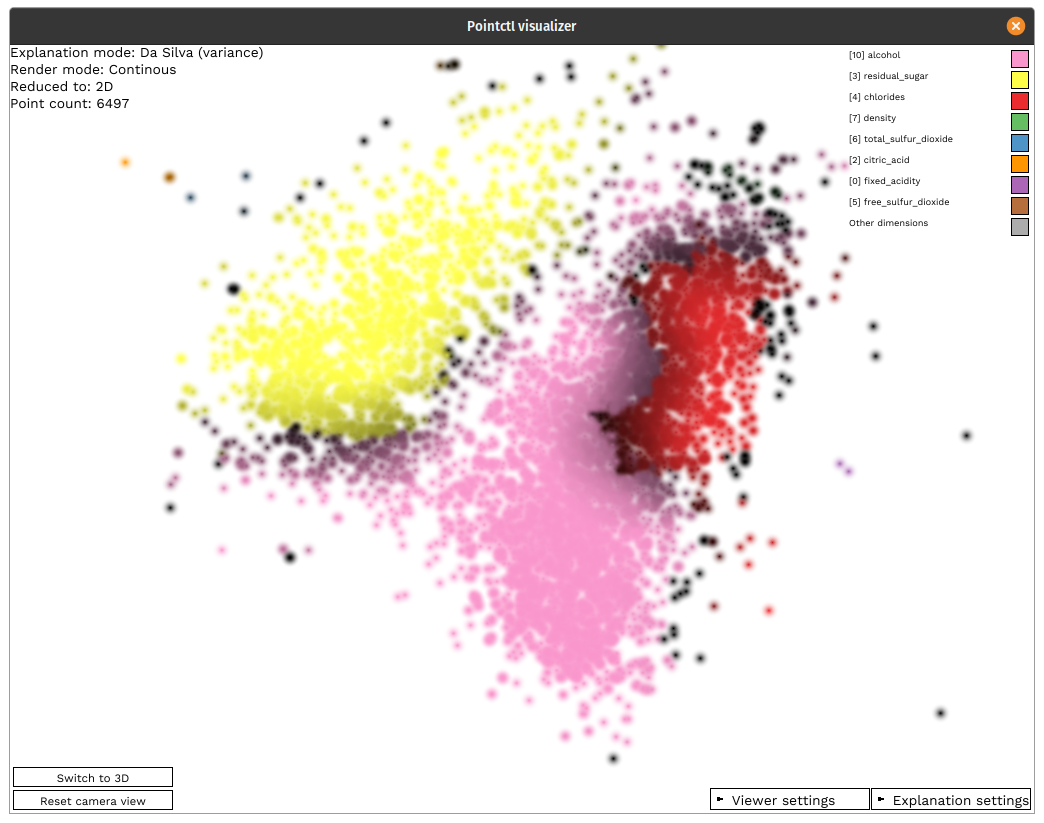 Pointctl visualizer
Explanation mode: Da Silva (variance)
Render mode: Continous
Reduced to: 2D
Point count: 6497
[10] alcohol
[3] residual_sugar
[4] chlorides
[7] density
[6] total_sulfur_dioxide
[2] citric_acid
[0] fixed_acidity
[5] free_sulfur_dioxide
Other dimensions
Switch to 3D
Reset camera view
Viewer settings
Explanation settings